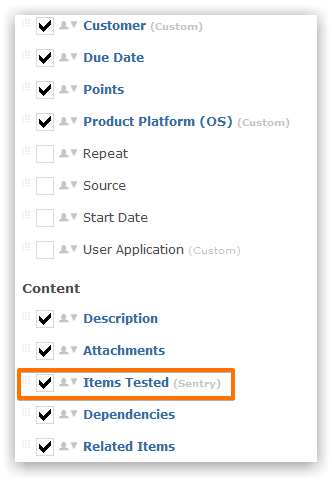 Customer (Custom)
Due Date
Points
Product Platform (OS) (Custom)
Repeat
Source
Start Date
User Application (Custom)
Content
Description
Attachments
Items Tested (Sentry)
Dependencies
Related Items